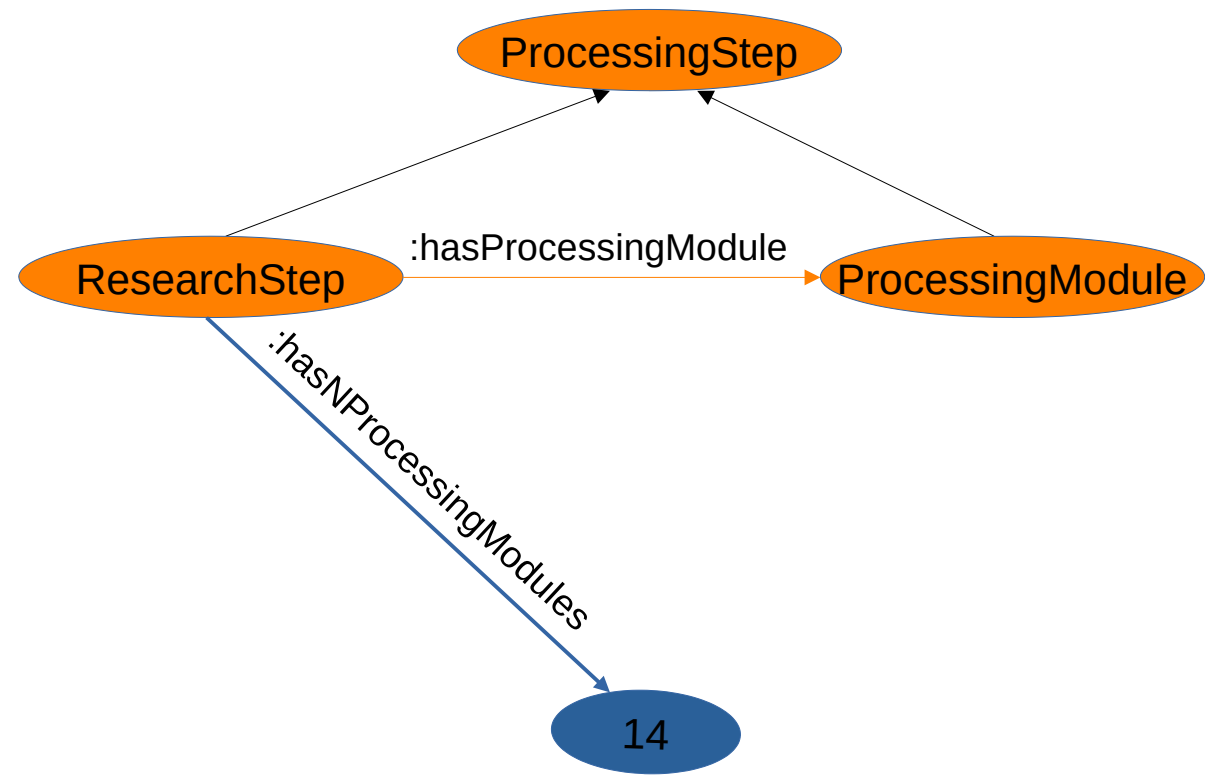 ProcessingStep
:hasProcessingModule
ResearchStep
ProcessingModule
:hasNProcessingModules
14